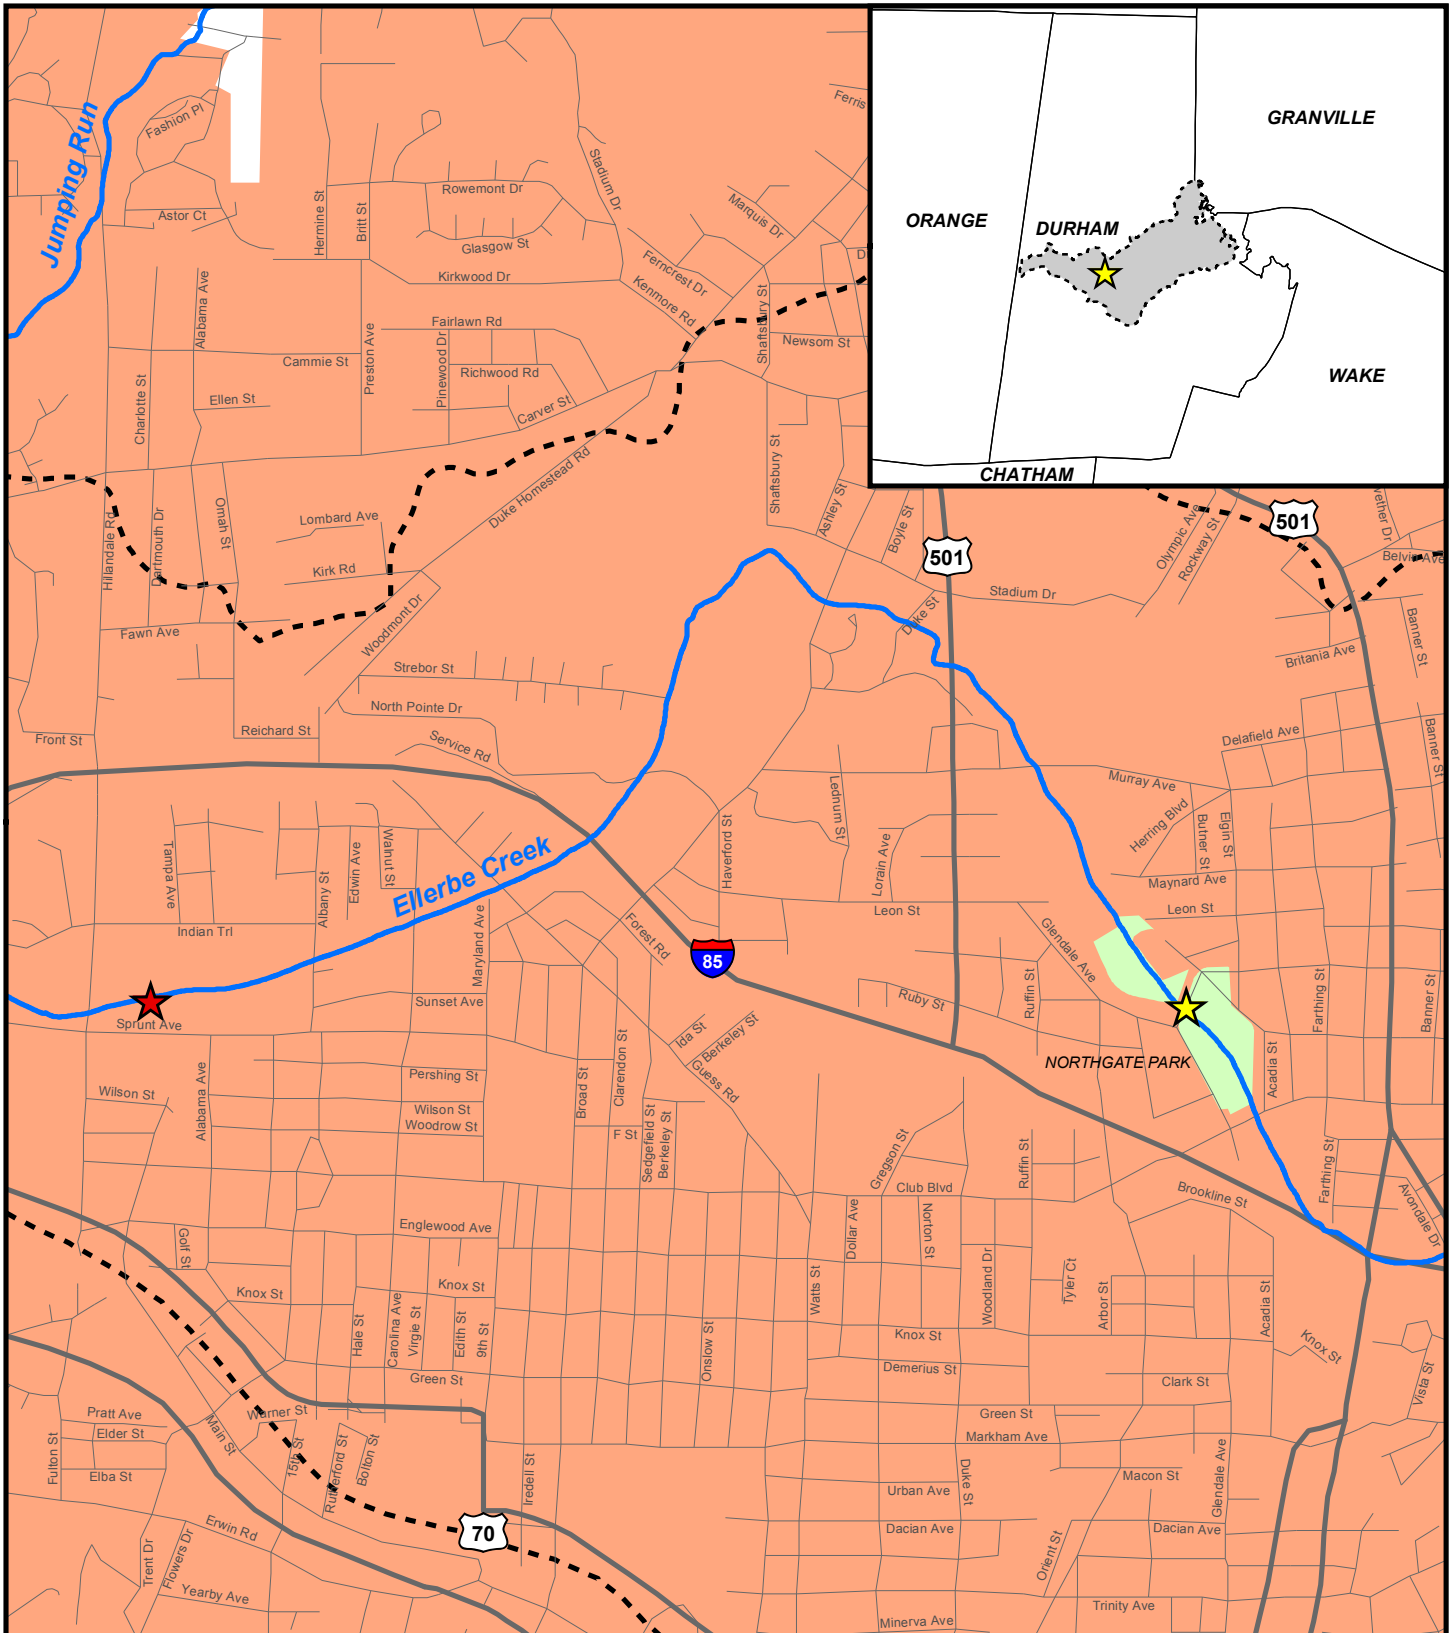 Jumping Run
Fashion Pl
Astor Ct
Hermine St
Britt St
Rowemont Dr
Glasgow St
Stadium Dr
Ferris
Marquis Dr
Ferncrest Dr
Kenmore Rd
Kirkwood Dr
Shaftsbury St
D
Newsom St
Alabama Ave
Fairlawn Rd
Cammie St
Preston Ave
Pinewood Dr
Richwood Rd
Charlotte St
Ellen St
Carver St
Duke Homestead Rd
Shaftsbury St
Ashley St
Boyle St
GRANVILLE
ORANGE
DURHAM
WAKE
CHATHAM
501
501
Olympic Ave
Rockway St
wether Dr
Belvin Ave
Hillandale Rd
Dartmouth Dr
Omah St
Lombard Ave
Kirk Rd
Fawn Ave
Woodmont Dr
Stadium Dr
Duke St
Banner St
Britania Ave
Strebor St
North Pointe Dr
Service Rd
Reichard St
Front St
Delafield Ave
Banner St
Murray Ave
Herring Blvd
Butner St
Elgin St
Lednum St
Lorain Ave
Haverford St
Maynard Ave
Leon St
Leon St
Tampa Ave
Albany St
Edwin Ave
Walnut St
Ellerbe Creek
Indian Trl
Maryland Ave
Forest Rd
85
Glendale Ave
Ruby St
Ruffin St
Farthing St
Banner St
Sunset Ave
Sprunt Ave
Ida St
Berkeley St
Guess Rd
NORTHGATE PARK
Acadia St
Wilson St
Alabama Ave
Pershing St
Wilson St
Woodrow St
Broad St
Clarendon St
F St
Sedgefield St
Berkeley St
Gregson St
Ruffin St
Club Blvd
Brookline St
Farthing St
Avondale Dr
Golf St
Englewood Ave
Dollar Ave
Norton St
Woodland Dr
Tyler Ct
Arbor St
Acadia St
Watts St
Knox St
Knox St
Hale St
Carolina Ave
Virgie St
Edith St
9th St
Onslow St
Knox St
Knox St
Demerius St
Green St
Clark St
Vista St
Pratt Ave
Elder St
Elba St
Fulton St
Main St
Warner St
15th St
Rutherford St
Bolton St
Iredell St
Green St
Markham Ave
Duke St
Macon St
Glendale Ave
Urban Ave
70
Dacian Ave
Dacian Ave
Erwin Rd
Trent Dr
Flowers Dr
Yearby Ave
Orient St
Trinity Ave
Minerva Ave